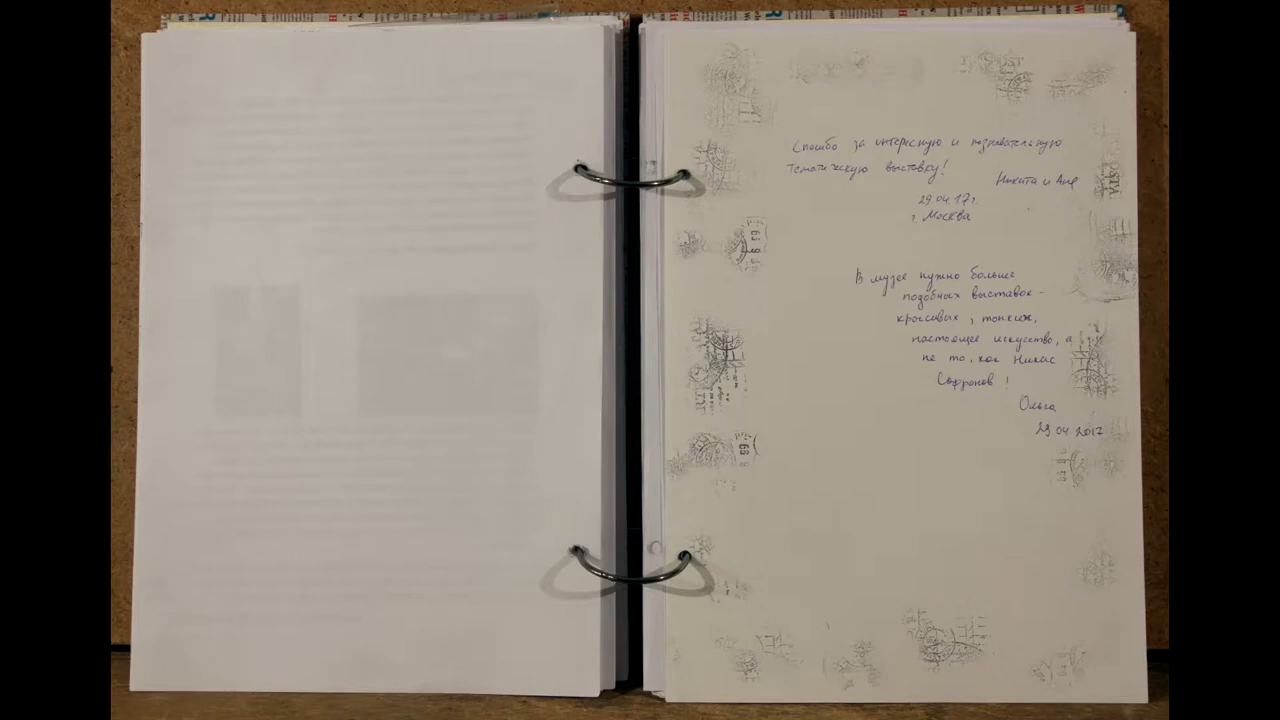 Спасибо за интересную и познавательную
тематическую выставку!
Никита и Аня
29.04.17г.
г. Москва
В музее нужно больше
подобных выставок -
красивых, тонких,
настоящее искусство, а
не то, как Никас
Сафронов!
Ольга
29 04 2017